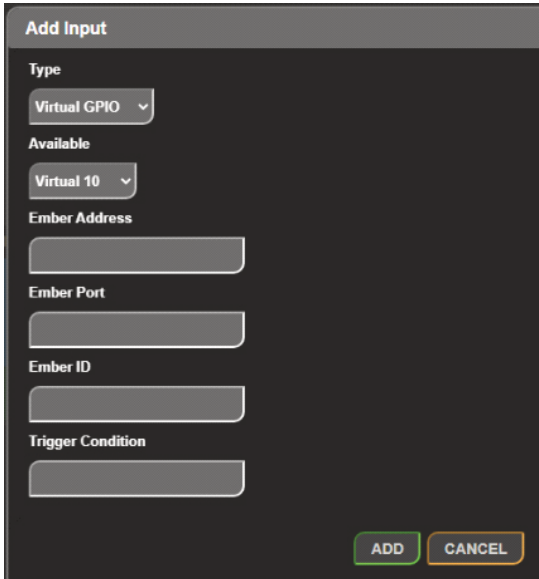 Add Input
Type
Virtual GPIO
Available
Virtual 10
Ember Address
Ember Port
Ember ID
Trigger Condition
ADD CANCEL